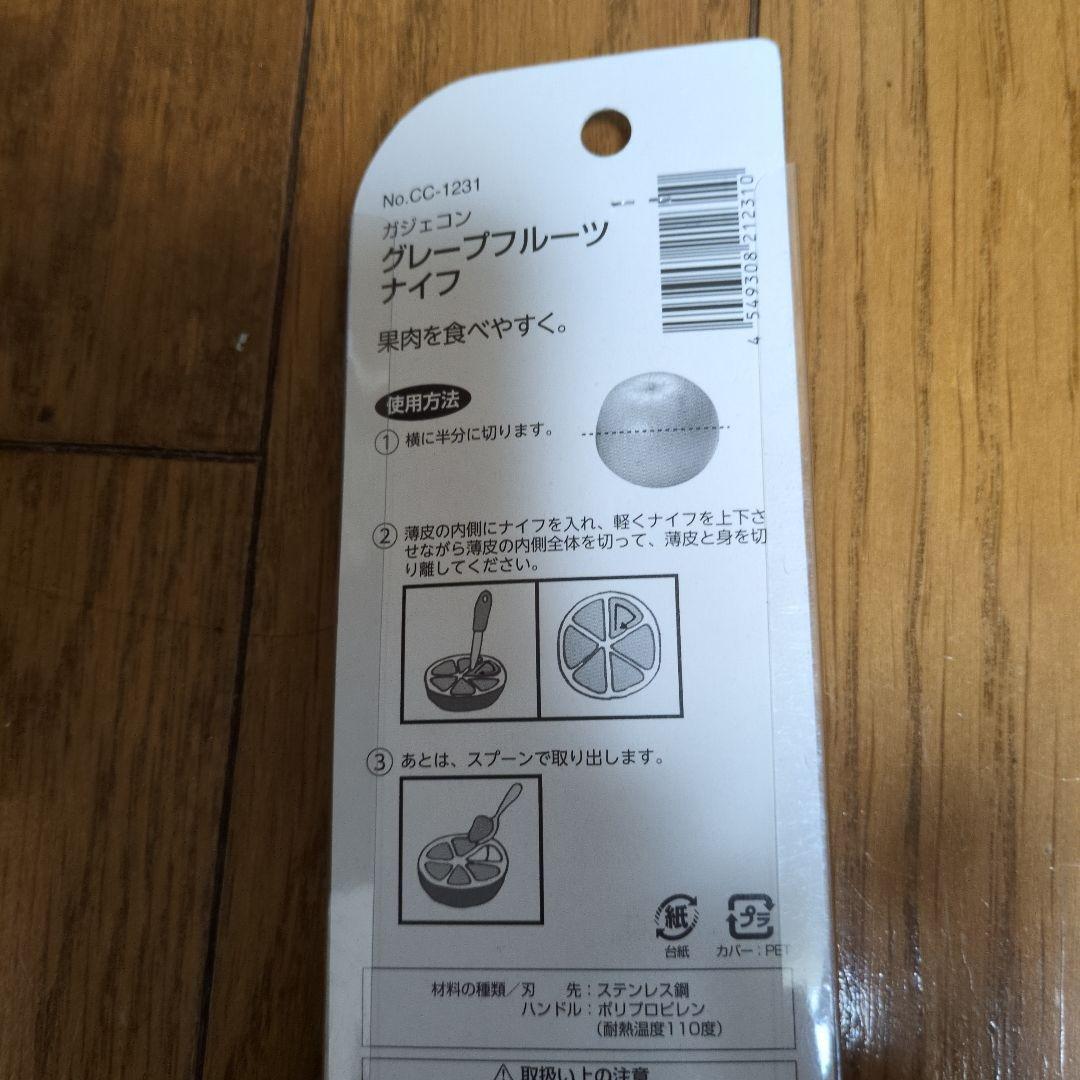 No.CC-1231
ガジェコン
グレープフルーツ
ナイフ
果肉を食べやすく。
4 549308 212310
使用方法
① 横に半分に切ります。
② 薄皮の内側にナイフを入れ、軽くナイフを上下さ
せながら薄皮の内側全体を切って、薄皮と身を切
り離してください。
③ あとは、スプーンで取り出します。
紙
台紙
プラ
カバー：PET
材料の種類／刃　先：ステンレス鋼
ハンドル：ポリプロピレン
（耐熱温度110度）
⚠ 取扱い上の注意